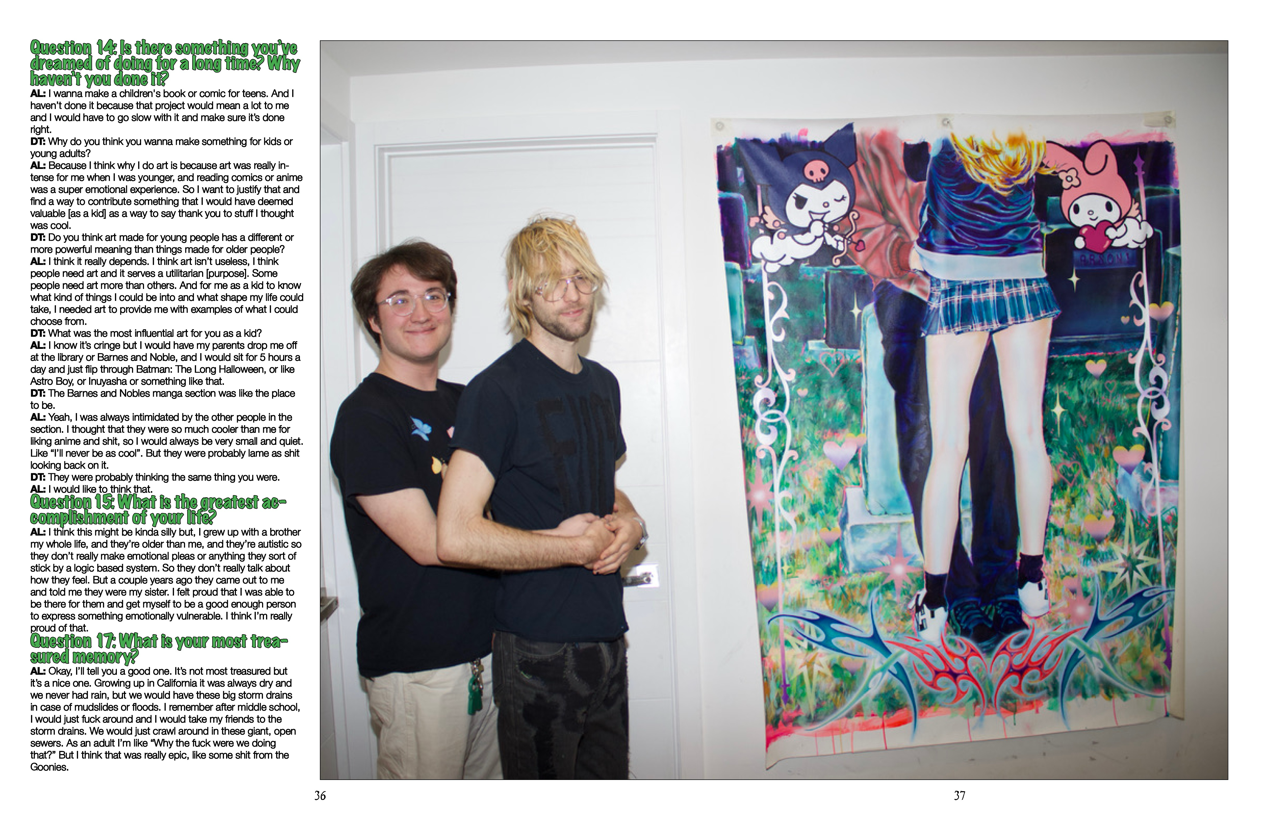 Question 14: Is there something you've
dreamed of doing for a long time? Why
haven't you done it?
AL: I wanna make a children's book or comic for teens. And I
haven't done it because that project would mean a lot to me
and I would have to go slow with it and make sure it's done
right.
DT: Why do you think you wanna make something for kids or
young adults?
AL: Because I think why I do art is because art was really in-
tense for me when I was younger, and reading comics or anime
was a super emotional experience. So I want to justify that and
find a way to contribute something that I would have deemed
valuable [as a kid] as a way to say thank you to stuff I thought
was cool.
DT: Do you think art made for young people has a different or
more powerful meaning than things made for older people?
AL: I think it really depends. I think art isn't useless, I think
people need art and it serves a utilitarian [purpose]. Some
people need art more than others. And for me as a kid to know
what kind of things I could be into and what shape my life could
take, I needed art to provide me with examples of what I could
choose from.
DT: What was the most influential art for you as a kid?
AL: I know it's cringe but I would have my parents drop me off
at the library or Barnes and Noble, and I would sit for 5 hours a
day and just flip through Batman: The Long Halloween, or like
Astro Boy, or Inuyasha or something like that.
DT: The Barnes and Nobles manga section was like the place
to be.
AL: Yeah, I was always intimidated by the other people in the
section. I thought that they were so much cooler than me for
liking anime and shit, so I would always be very small and quiet.
Like “I'll never be as cool”. But they were probably lame as shit
looking back on it.
DT: They were probably thinking the same thing you were.
AL: I would like to think that.
Question 15: What is the greatest ac-
complishment of your life?
AL: I think this might be kinda silly but, I grew up with a brother
my whole life, and they're older than me, and they're autistic so
they don't really make emotional pleas or anything they sort of
stick by a logic based system. So they don't really talk about
how they feel. But a couple years ago they came out to me
and told me they were my sister. I felt proud that I was able to
be there for them and get myself to be a good enough person
to express something emotionally vulnerable. I think I'm really
proud of that.
Question 17: What is your most trea-
sured memory?
AL: Okay, I'll tell you a good one. It's not most treasured but
it's a nice one. Growing up in California it was always dry and
we never had rain, but we would have these big storm drains
in case of mudslides or floods. I remember after middle school,
I would just fuck around and I would take my friends to the
storm drains. We would just crawl around in these giant, open
sewers. As an adult I'm like “Why the fuck were we doing
that?” But I think that was really epic, like some shit from the
Goonies.
36
37